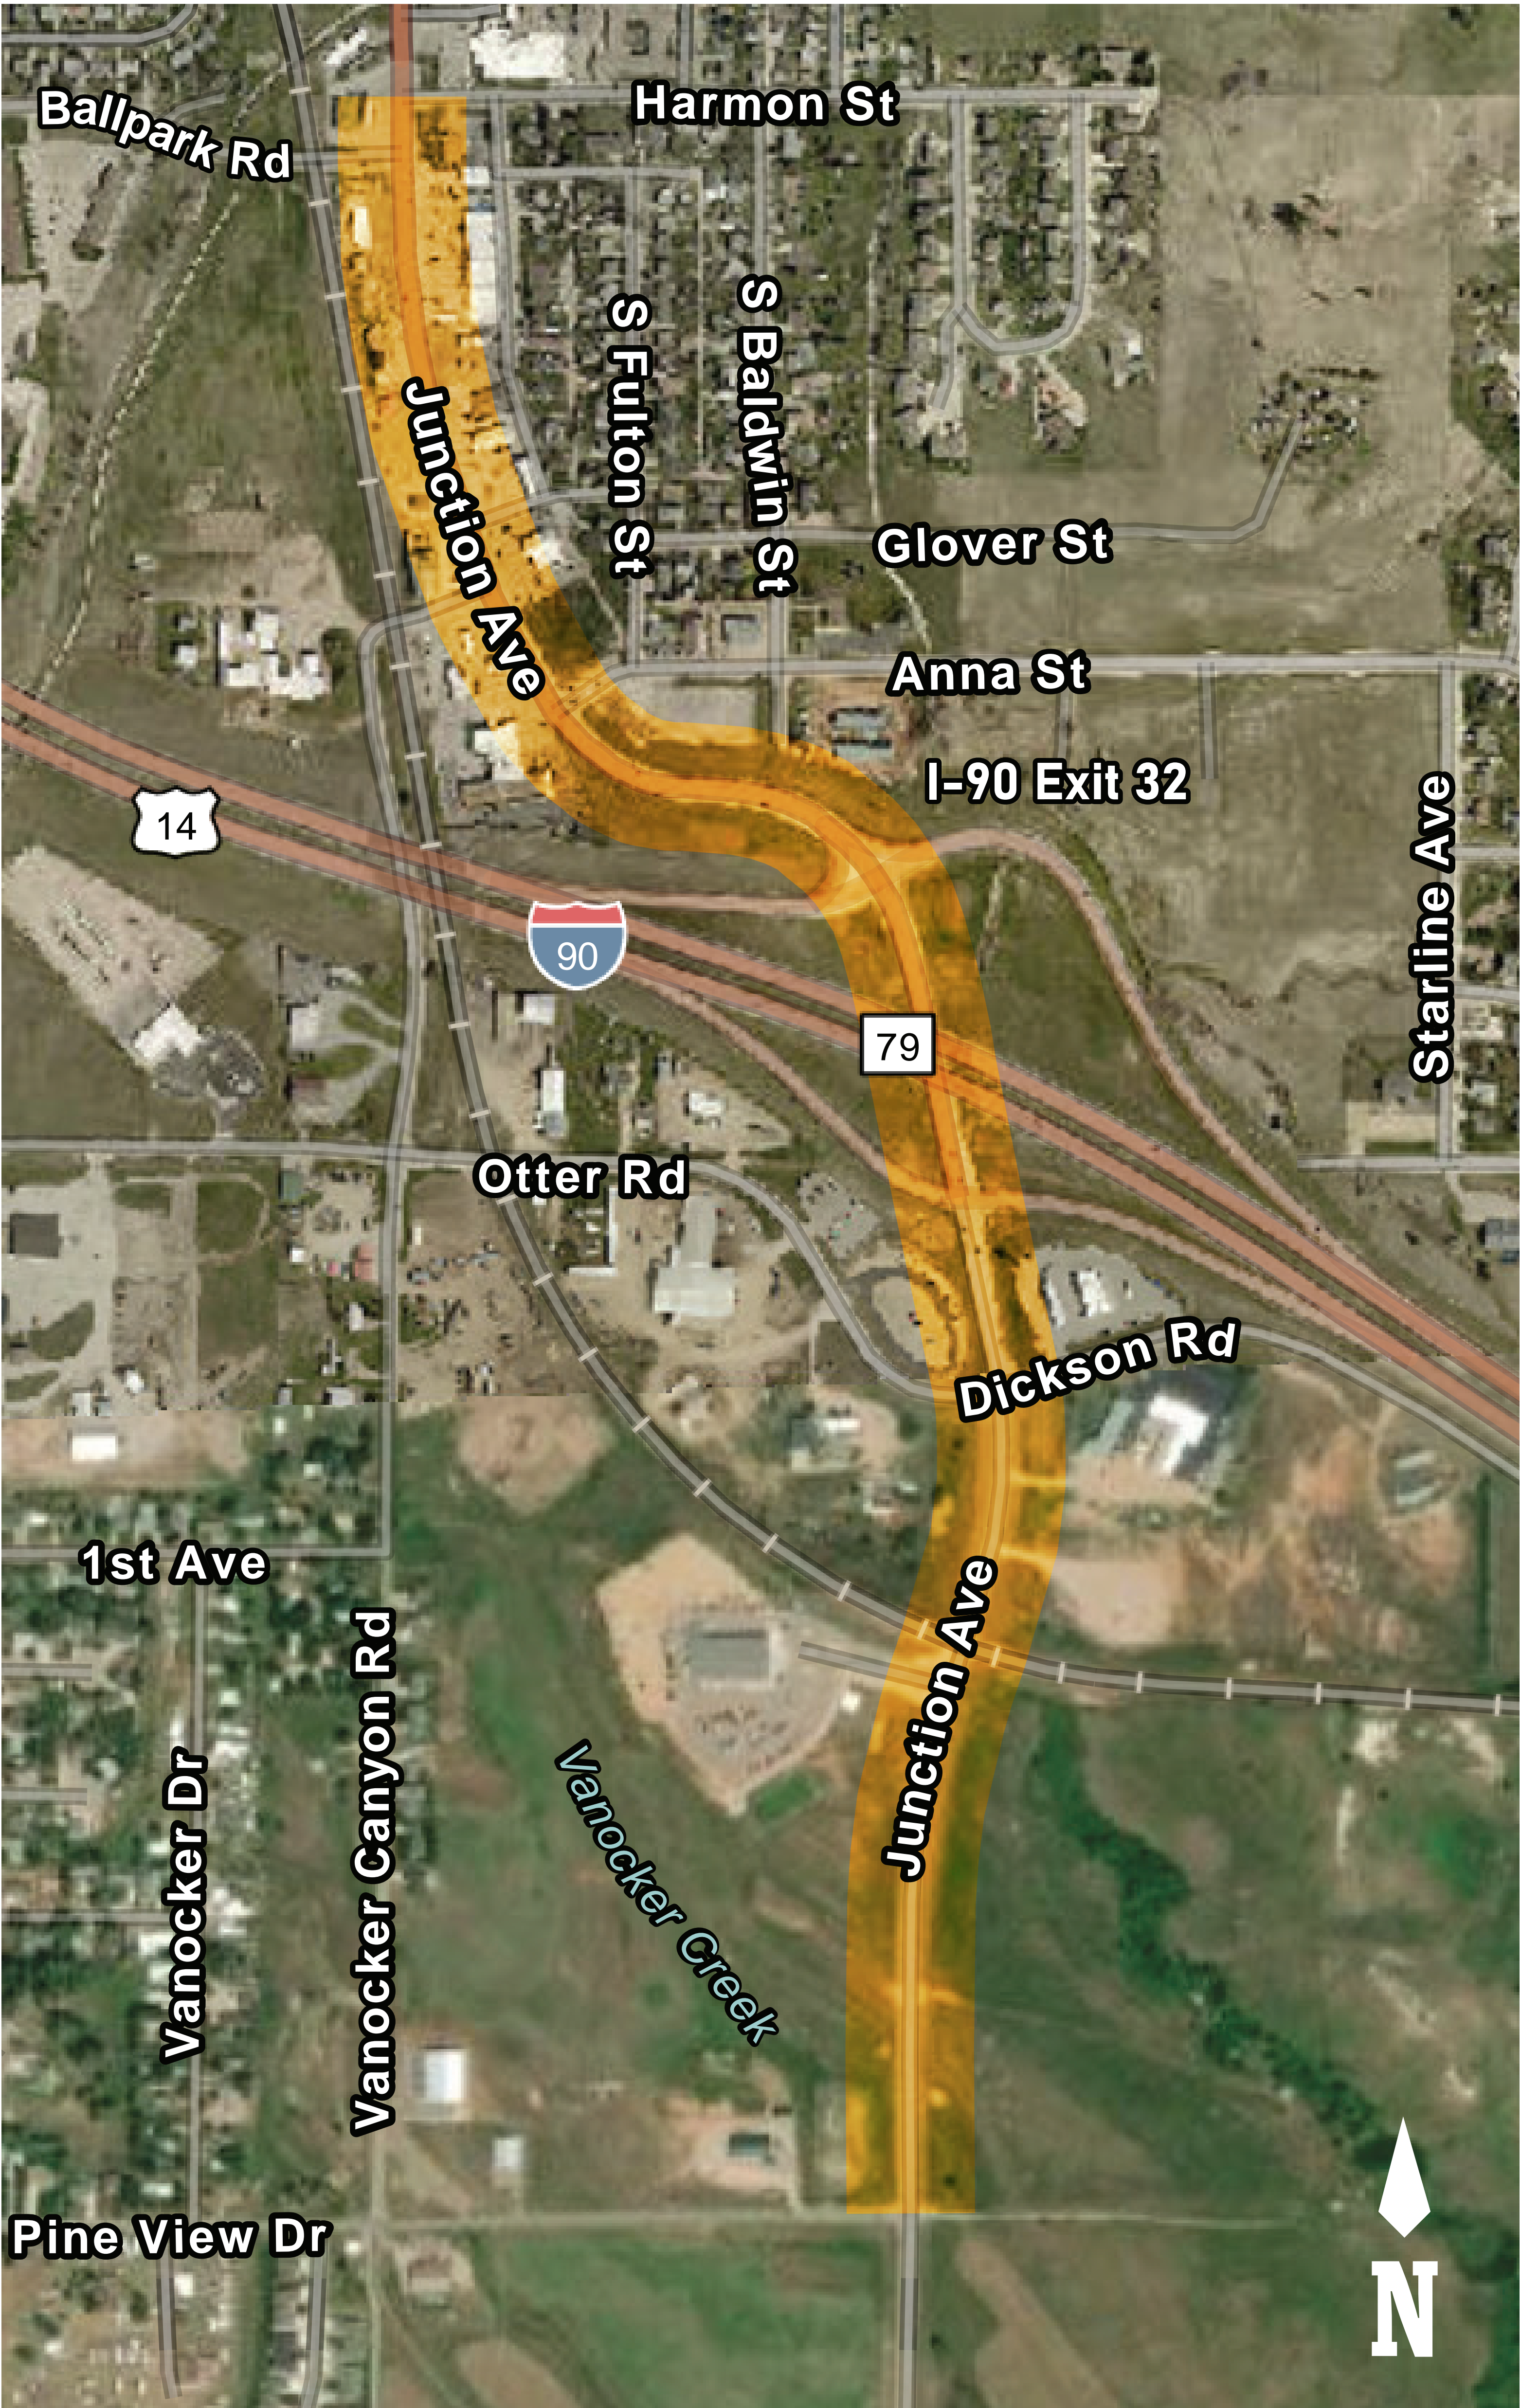 Harmon St
Ballpark Rd
S Fulton St
S Baldwin St
Junction Ave
Glover St
Anna St
I-90 Exit 32
14
Starline Ave
90
79
Otter Rd
Dickson Rd
1st Ave
Junction Ave
Vanocker Canyon Rd
Vanocker Dr
Vanocker Creek
Pine View Dr
N